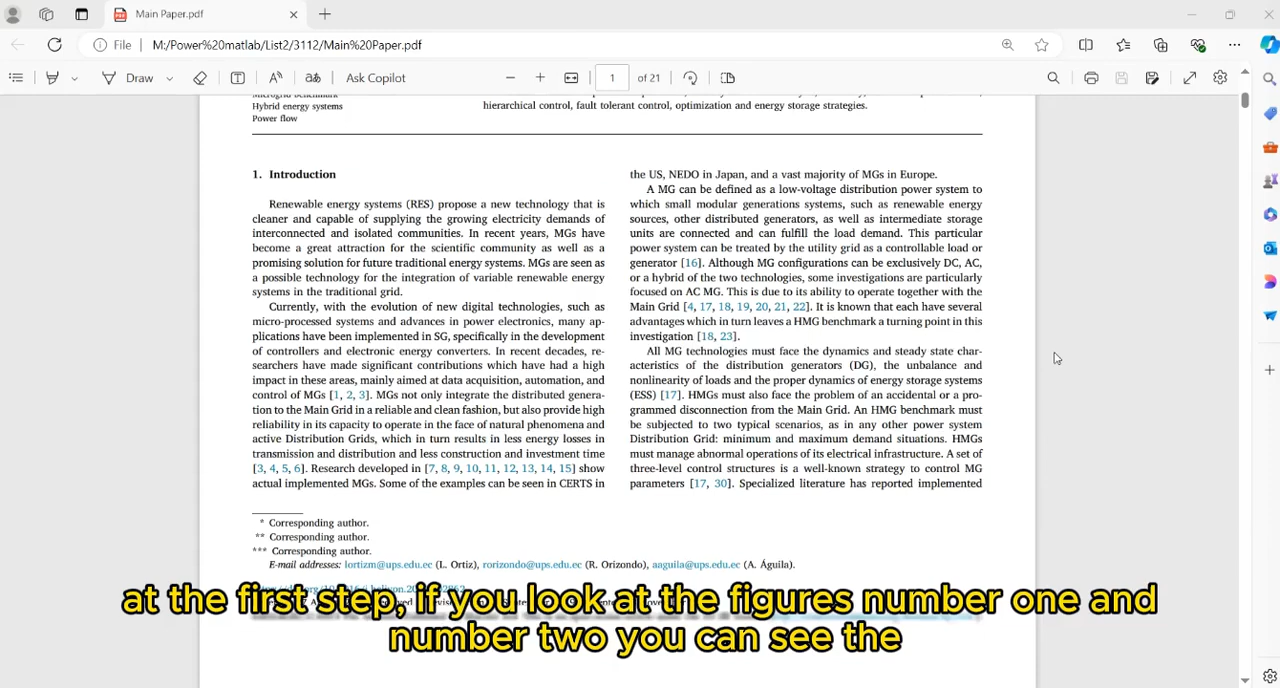 Main Paper.pdf
File
M:/Power%20matlab/List2/3112/Main%20Paper.pdf
Draw
Ask Copilot
1
of 21
Hybrid energy systems
Power flow
hierarchical control, fault tolerant control, optimization and energy storage strategies.
1. Introduction
Renewable energy systems (RES) propose a new technology that is
cleaner and capable of supplying the growing electricity demands of
interconnected and isolated communities. In recent years, MGs have
become a great attraction for the scientific community as well as a
promising solution for future traditional energy systems. MGs are seen as
a possible technology for the integration of variable renewable energy
systems in the traditional grid.
Currently, with the evolution of new digital technologies, such as
micro-processed systems and advances in power electronics, many ap-
plications have been implemented in SG, specifically in the development
of controllers and electronic energy converters. In recent decades, re-
searchers have made significant contributions which have had a high
impact in these areas, mainly aimed at data acquisition, automation, and
control of MGs [1, 2, 3]. MGs not only integrate the distributed genera-
tion to the Main Grid in a reliable and clean fashion, but also provide high
reliability in its capacity to operate in the face of natural phenomena and
active Distribution Grids, which in turn results in less energy losses in
transmission and distribution and less construction and investment time
[3, 4, 5, 6]. Research developed in [7, 8, 9, 10, 11, 12, 13, 14, 15] show
actual implemented MGs. Some of the examples can be seen in CERTS in
the US, NEDO in Japan, and a vast majority of MGs in Europe.
A MG can be defined as a low-voltage distribution power system to
which small modular generations systems, such as renewable energy
sources, other distributed generators, as well as intermediate storage
units are connected and can fulfill the load demand. This particular
power system can be treated by the utility grid as a controllable load or
generator [16]. Although MG configurations can be exclusively DC, AC,
or a hybrid of the two technologies, some investigations are particularly
focused on AC MG. This is due to its ability to operate together with the
Main Grid [4, 17, 18, 19, 20, 21, 22]. It is known that each have several
advantages which in turn leaves a HMG benchmark a turning point in this
investigation [18, 23].
All MG technologies must face the dynamics and steady state char-
acteristics of the distribution generators (DG), the unbalance and
nonlinearity of loads and the proper dynamics of energy storage systems
(ESS) [17]. HMGs must also face the problem of an accidental or a pro-
grammed disconnection from the Main Grid. An HMG benchmark must
be subjected to two typical scenarios, as in any other power system
Distribution Grid: minimum and maximum demand situations. HMGs
must manage abnormal operations of its electrical infrastructure. A set of
three-level control structures is a well-known strategy to control MG
parameters [17, 30]. Specialized literature has reported implemented
* Corresponding author.
** Corresponding author.
*** Corresponding author.
E-mail addresses: lortizm@ups.edu.ec (L. Ortiz), rorizondo@ups.edu.ec (R. Orizondo), aaguila@ups.edu.ec (A. Águila).
at the first step, if you look at the figures number one and
number two you can see the